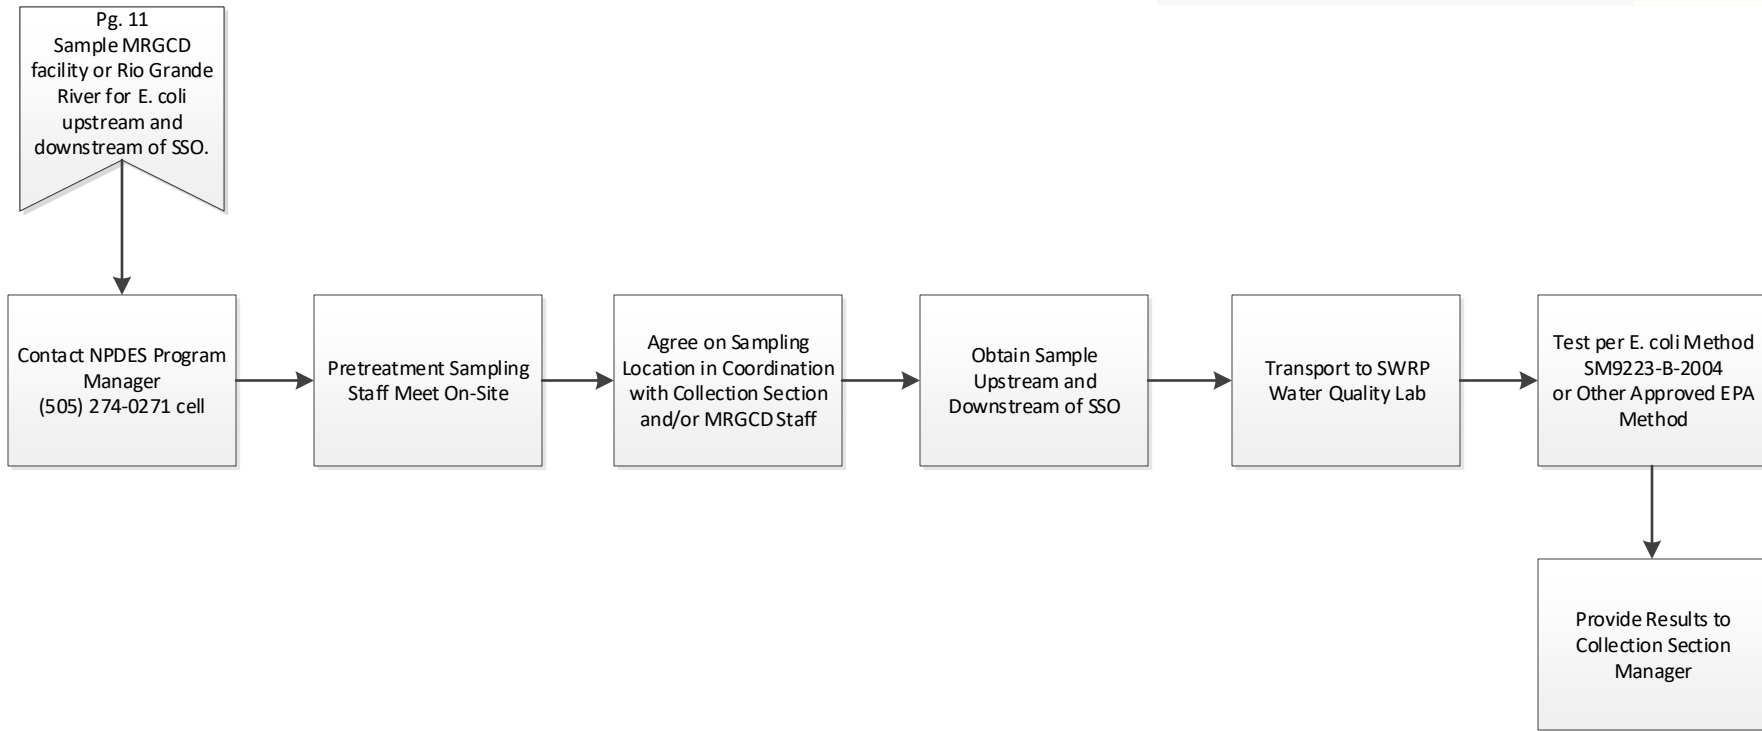 Pg. 11
Sample MRGCD
facility or Rio Grande
River for E. coli
upstream and
downstream of SSO.
Contact NPDES Program
Manager
(505) 274-0271 cell
Pretreatment Sampling
Staff Meet On-Site
Agree on Sampling
Location in Coordination
with Collection Section
and/or MRGCD Staff
Obtain Sample
Upstream and
Downstream of SSO
Transport to SWRP
Water Quality Lab
Test per E. coli Method
SM9223-B-2004
or Other Approved EPA
Method
Provide Results to
Collection Section
Manager